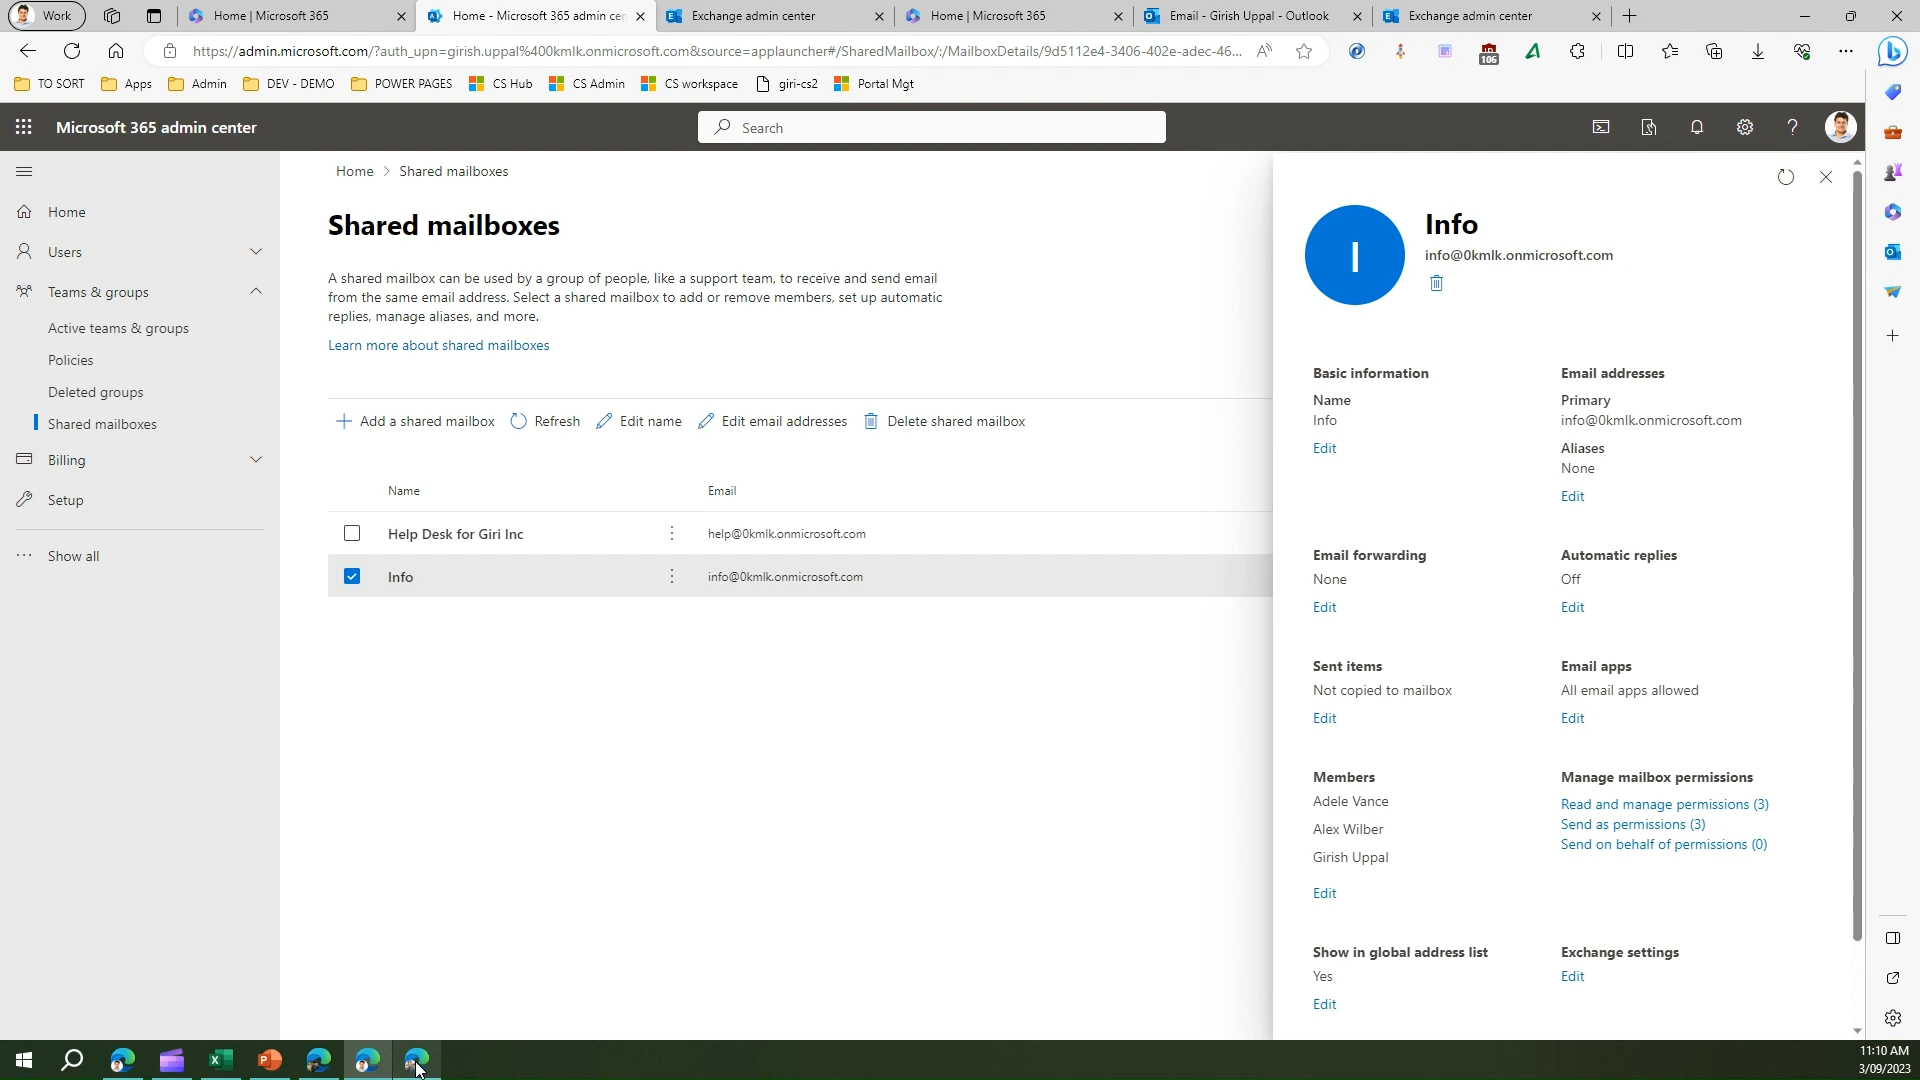 Work
Home | Microsoft 365
Home - Microsoft 365 admin cen
Exchange admin center
Home | Microsoft 365
Email - Girish Uppal - Outlook
Exchange admin center
https://admin.microsoft.com/?auth_upn=girish.uppal%400kmlk.onmicrosoft.com&source=applauncher#/SharedMailbox/:/MailboxDetails/9d5112e4-3406-402e-adec-46...
106
TO SORT
Apps
Admin
DEV - DEMO
POWER PAGES
CS Hub
CS Admin
CS workspace
giri-cs2
Portal Mgt
Microsoft 365 admin center
Search
Home
Users
Teams & groups
Active teams & groups
Policies
Deleted groups
Shared mailboxes
Billing
Setup
Show all
Home > Shared mailboxes
Shared mailboxes
A shared mailbox can be used by a group of people, like a support team, to receive and send email
from the same email address. Select a shared mailbox to add or remove members, set up automatic
replies, manage aliases, and more.
Learn more about shared mailboxes
Add a shared mailbox
Refresh
Edit name
Edit email addresses
Delete shared mailbox
Name
Email
Help Desk for Giri Inc
help@0kmlk.onmicrosoft.com
Info
info@0kmlk.onmicrosoft.com
I
Info
info@0kmlk.onmicrosoft.com
Basic information
Name
Info
Edit
Email addresses
Primary
info@0kmlk.onmicrosoft.com
Aliases
None
Edit
Email forwarding
None
Edit
Automatic replies
Off
Edit
Sent items
Not copied to mailbox
Edit
Email apps
All email apps allowed
Edit
Members
Adele Vance
Alex Wilber
Girish Uppal
Edit
Manage mailbox permissions
Read and manage permissions (3)
Send as permissions (3)
Send on behalf of permissions (0)
Show in global address list
Yes
Edit
Exchange settings
Edit
11:10 AM
3/09/2023